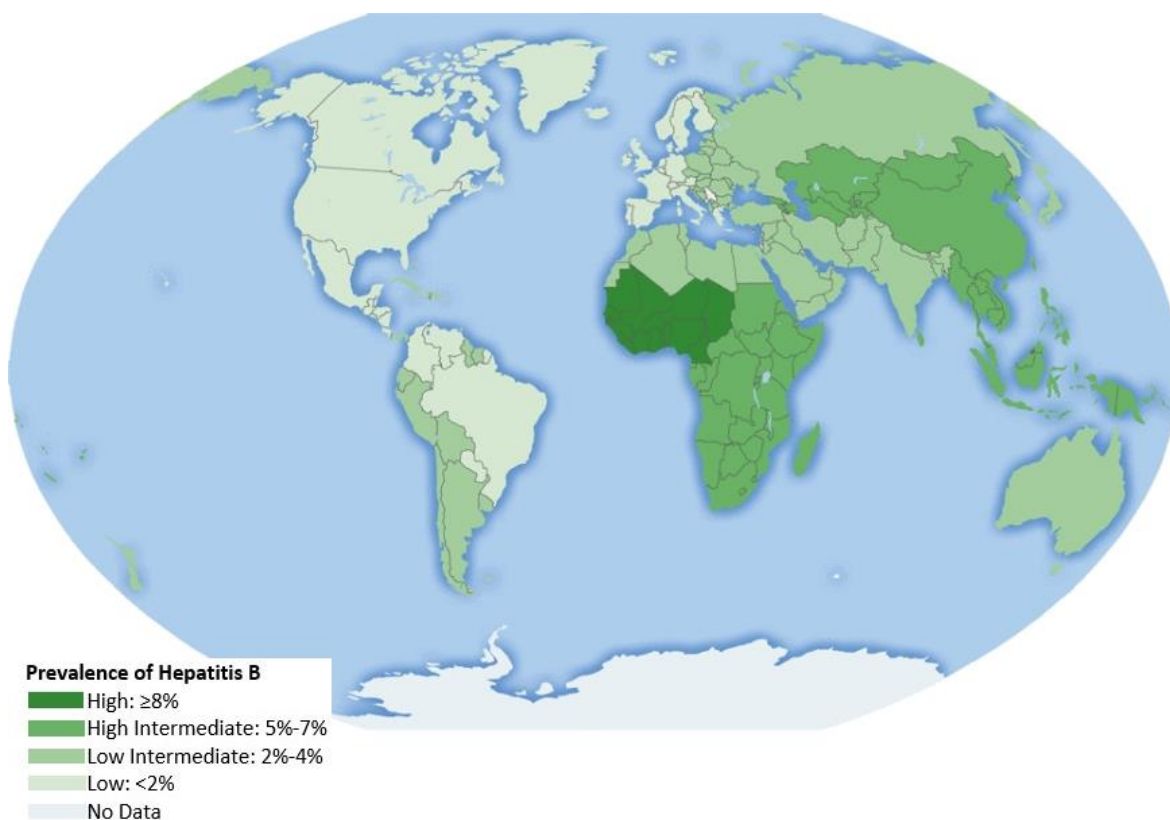 Prevalence of Hepatitis B
High: ≥8%
High Intermediate: 5%-7%
Low Intermediate: 2%-4%
Low: <2%
No Data